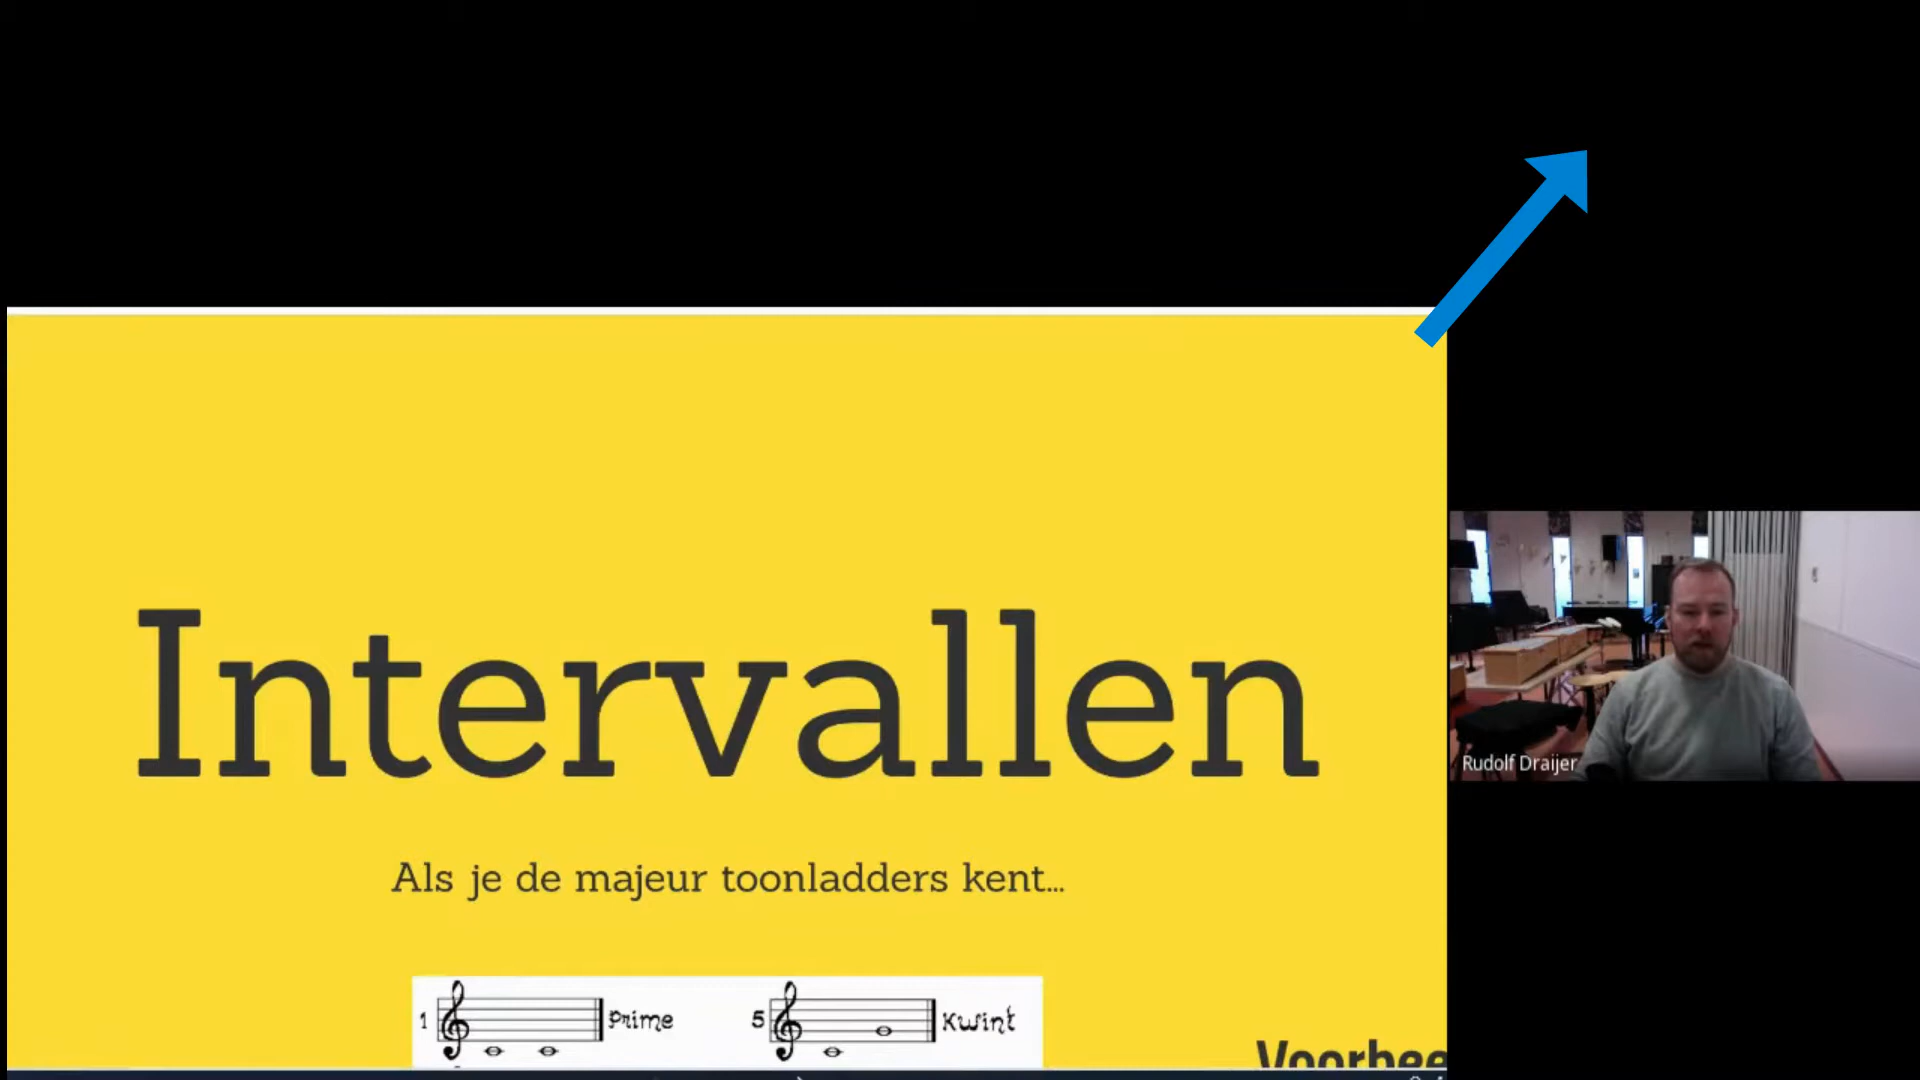 Intervallen
Als je de majeur toonladders kent...
1 Prime 5 Kwint
Rudolf Draijer